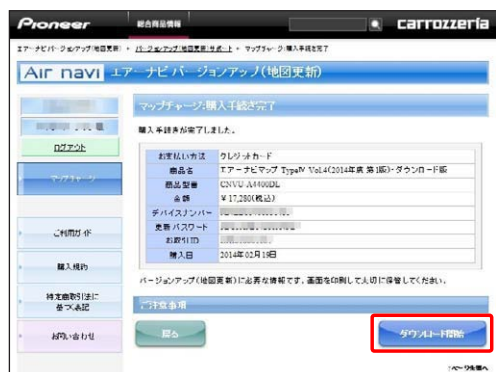 Pioneer
総合商品情報
carrozzeria
エアーナビバージョンアップ(地図更新) > バージョンアップ(地図更新)サポート > マップチャージ:購入手続き完了
Air navi エアーナビ バージョンアップ(地図更新)
マップチャージ:購入手続き完了
購入手続きが完了しました。
ログアウト
お支払い方法 クレジットカード
商品名 エアーナビマップ TypeⅣ Vol.4(2014年度 第1版)・ダウンロード版
商品型番 CNVU-A4400DL
金額 ¥17,280(税込)
デバイスナンバー
更新パスワード
お取引ID
購入日 2014年02月19日
マップチャージ
ご利用ガイド
購入規約
特定商取引法に
基づく表記
お問い合わせ
バージョンアップ(地図更新)に必要な情報です。画面を印刷して大切に保管してください。
ご注意事項
戻る
ダウンロード開始
ページ先頭へ